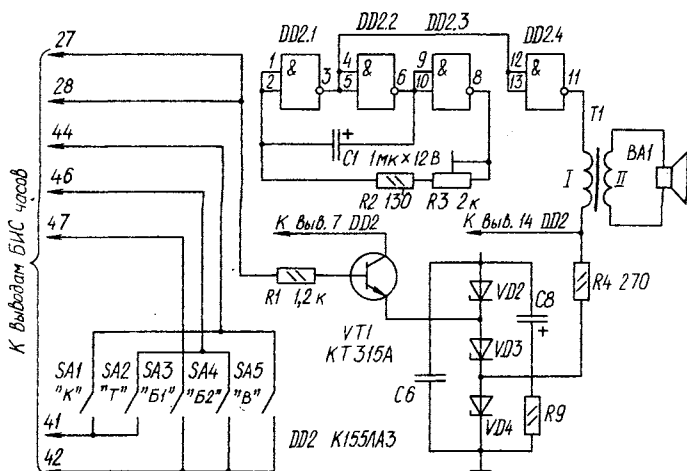 К выводам БИС часов
27
28
44
46
47
41
42
DD2.1
DD2.2
DD2.3
DD2.4
1
2
&
3
4
5
&
6
9
10
&
8
12
13
&
11
+
C1 1мк×12В
R2 130
R3 2к
T1
I
II
BA1
К выв. 7 DD2
К выв. 14 DD2
R1 1,2к
VT1
КТ315А
R4 270
VD2
VD3
VD4
C8
+
C6
R9
SA1
"К"
SA2
"Т"
SA3
"Б1"
SA4
"Б2"
SA5
"В"
DD2 К155ЛА3